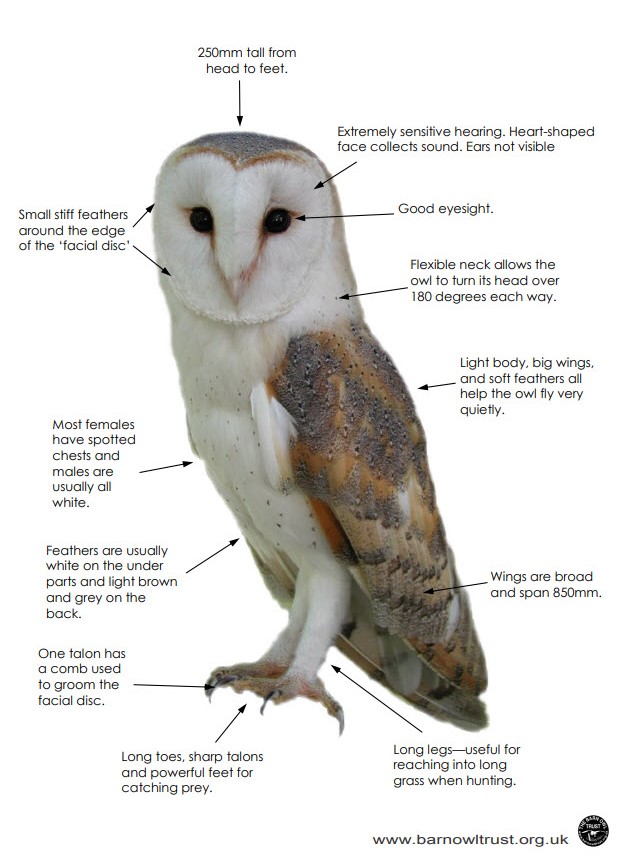 250mm tall from
head to feet.
Extremely sensitive hearing. Heart-shaped
face collects sound. Ears not visible
Small stiff feathers
around the edge
of the 'facial disc'
Good eyesight.
Flexible neck allows the
owl to turn its head over
180 degrees each way.
Light body, big wings,
and soft feathers all
help the owl fly very
quietly.
Most females
have spotted
chests and
males are
usually all
white.
Feathers are usually
white on the under
parts and light brown
and grey on the
back.
Wings are broad
and span 850mm.
One talon has
a comb used
to groom the
facial disc.
Long toes, sharp talons
and powerful feet for
catching prey.
Long legs—useful for
reaching into long
grass when hunting.
www.barnowltrust.org.uk
THE BARN OWL
TRUST